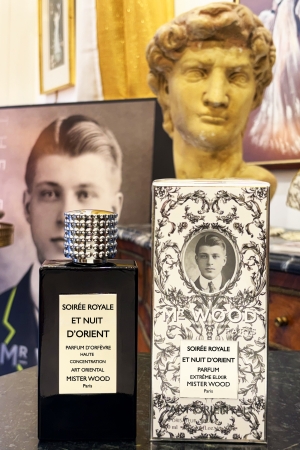 SOIRÉE ROYALE
ET NUIT
D'ORIENT
PARFUM D'ORFÈVRE
HAUTE
CONCENTRATION
ART ORIENTAL
MISTER WOOD
Paris
WOOD
SOIRÉE ROYALE
ET NUIT D'ORIENT
PARFUM
EXTRÊME ELIXIR
MISTER WOOD
Paris
MR